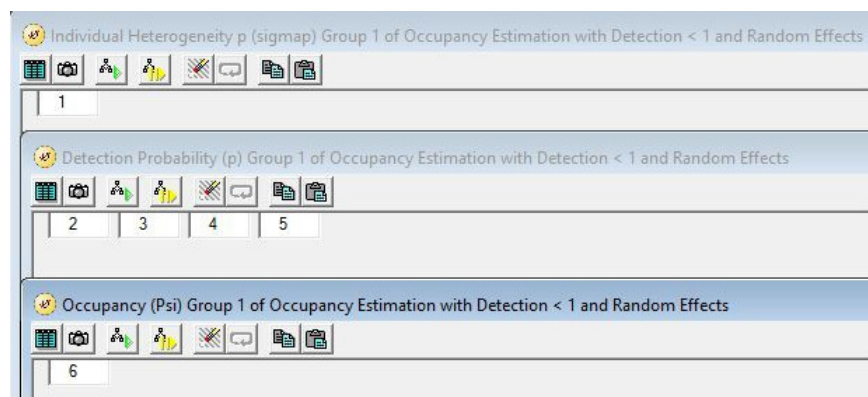 Individual Heterogeneity p (sigmap) Group 1 of Occupancy Estimation with Detection < 1 and Random Effects
1
Detection Probability (p) Group 1 of Occupancy Estimation with Detection < 1 and Random Effects
2 3 4 5
Occupancy (Psi) Group 1 of Occupancy Estimation with Detection < 1 and Random Effects
6